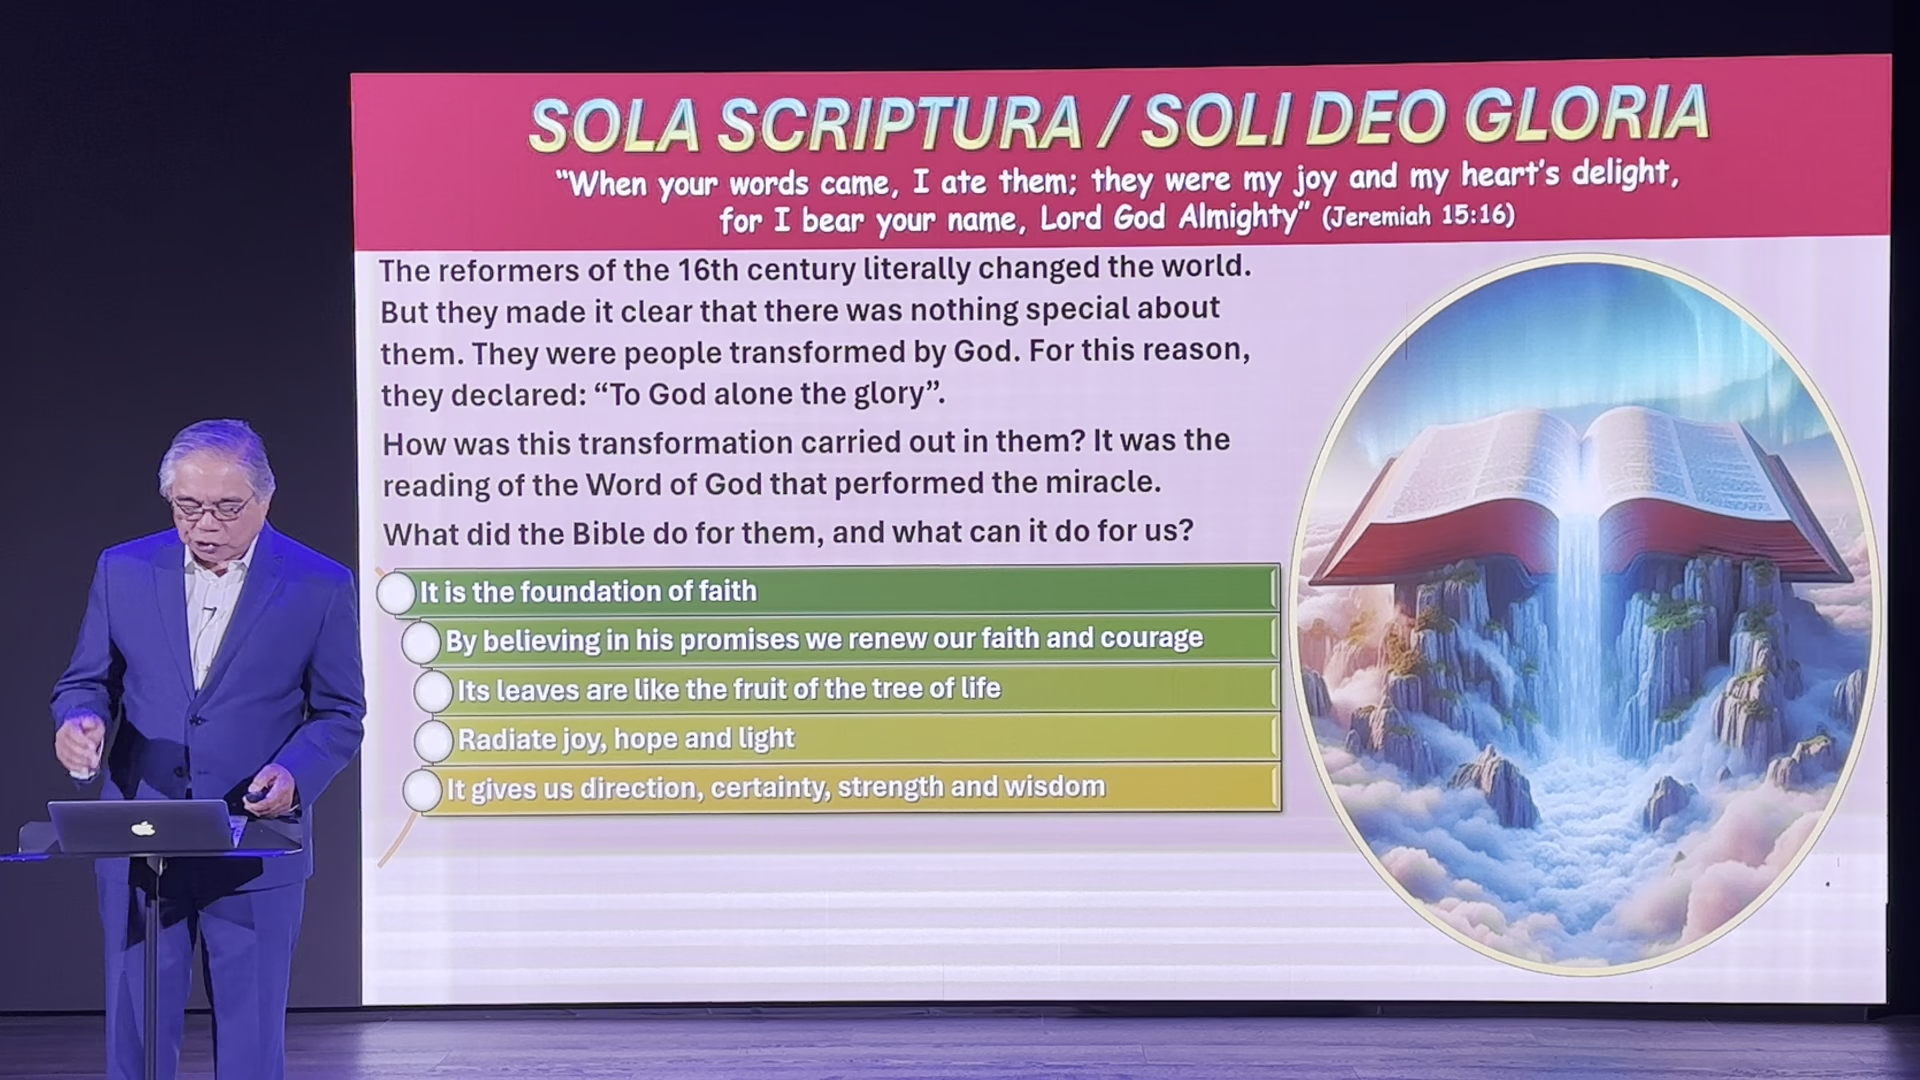 SOLA SCRIPTURA / SOLI DEO GLORIA
“When your words came, I ate them; they were my joy and my heart’s delight,
for I bear your name, Lord God Almighty” (Jeremiah 15:16)
The reformers of the 16th century literally changed the world.
But they made it clear that there was nothing special about
them. They were people transformed by God. For this reason,
they declared: “To God alone the glory”.
How was this transformation carried out in them? It was the
reading of the Word of God that performed the miracle.
What did the Bible do for them, and what can it do for us?
It is the foundation of faith
By believing in his promises we renew our faith and courage
Its leaves are like the fruit of the tree of life
Radiate joy, hope and light
It gives us direction, certainty, strength and wisdom